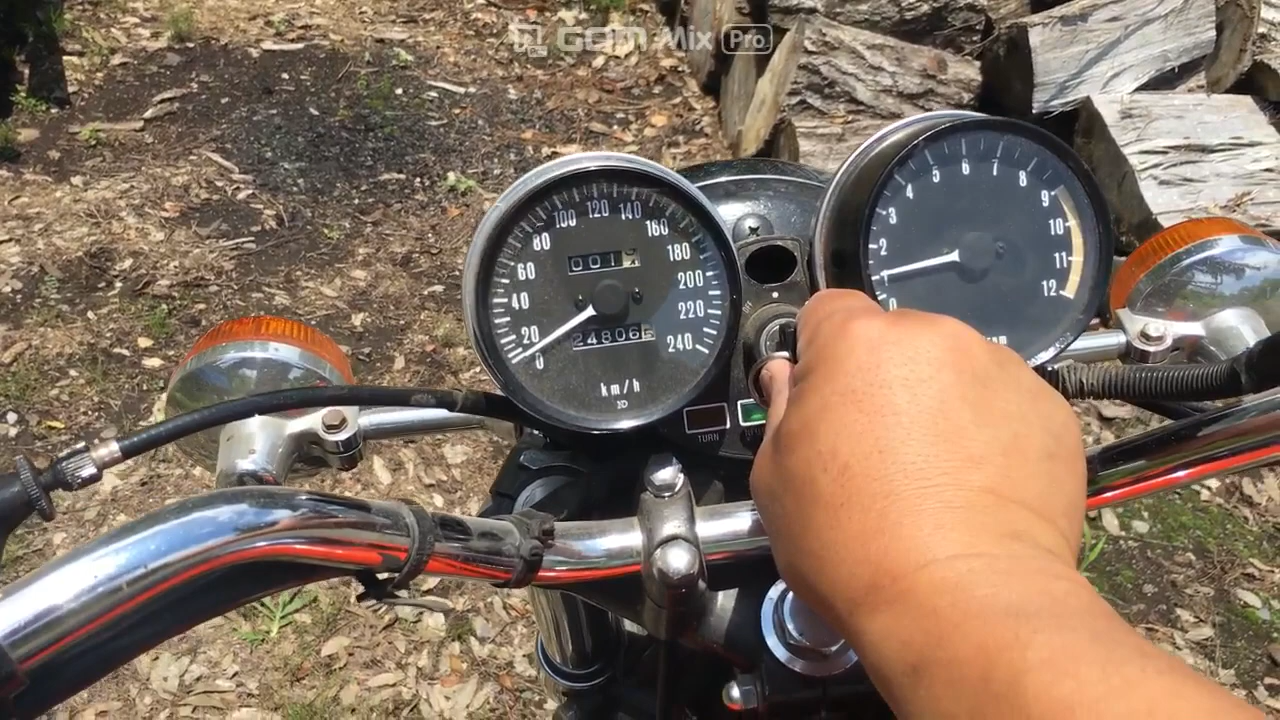 GOM Mix Pro
80 100 120 140 160
60 180
40 200
20 220
0 240
001
24806
km/h
ND
TURN
0 2 3 4 5 6 7 8 9 10 11 12